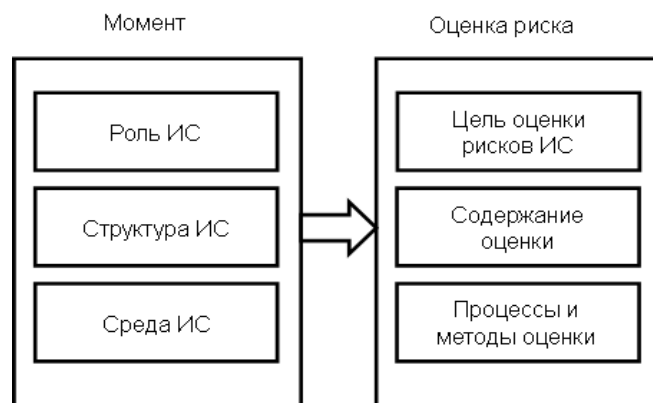 Момент
Оценка риска
Роль ИС
Структура ИС
Среда ИС
Цель оценки
рисков ИС
Содержание
оценки
Процессы и
методы оценки